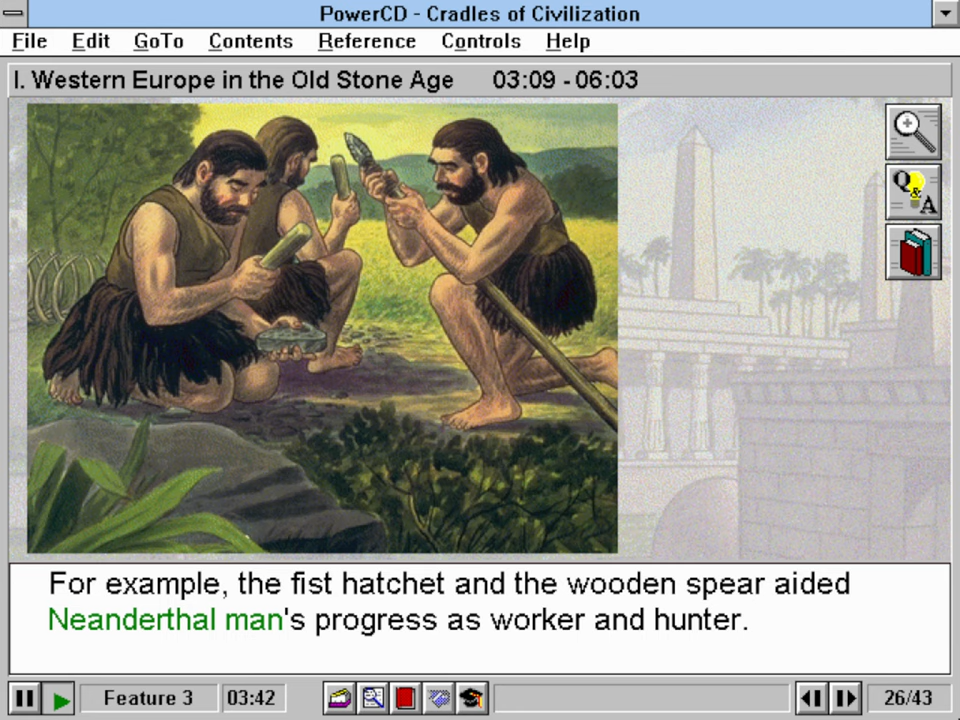 PowerCD - Cradles of Civilization
File Edit GoTo Contents Reference Controls Help
I. Western Europe in the Old Stone Age 03:09 - 06:03
Q & A
For example, the fist hatchet and the wooden spear aided
Neanderthal man's progress as worker and hunter.
Feature 3 03:42 26/43